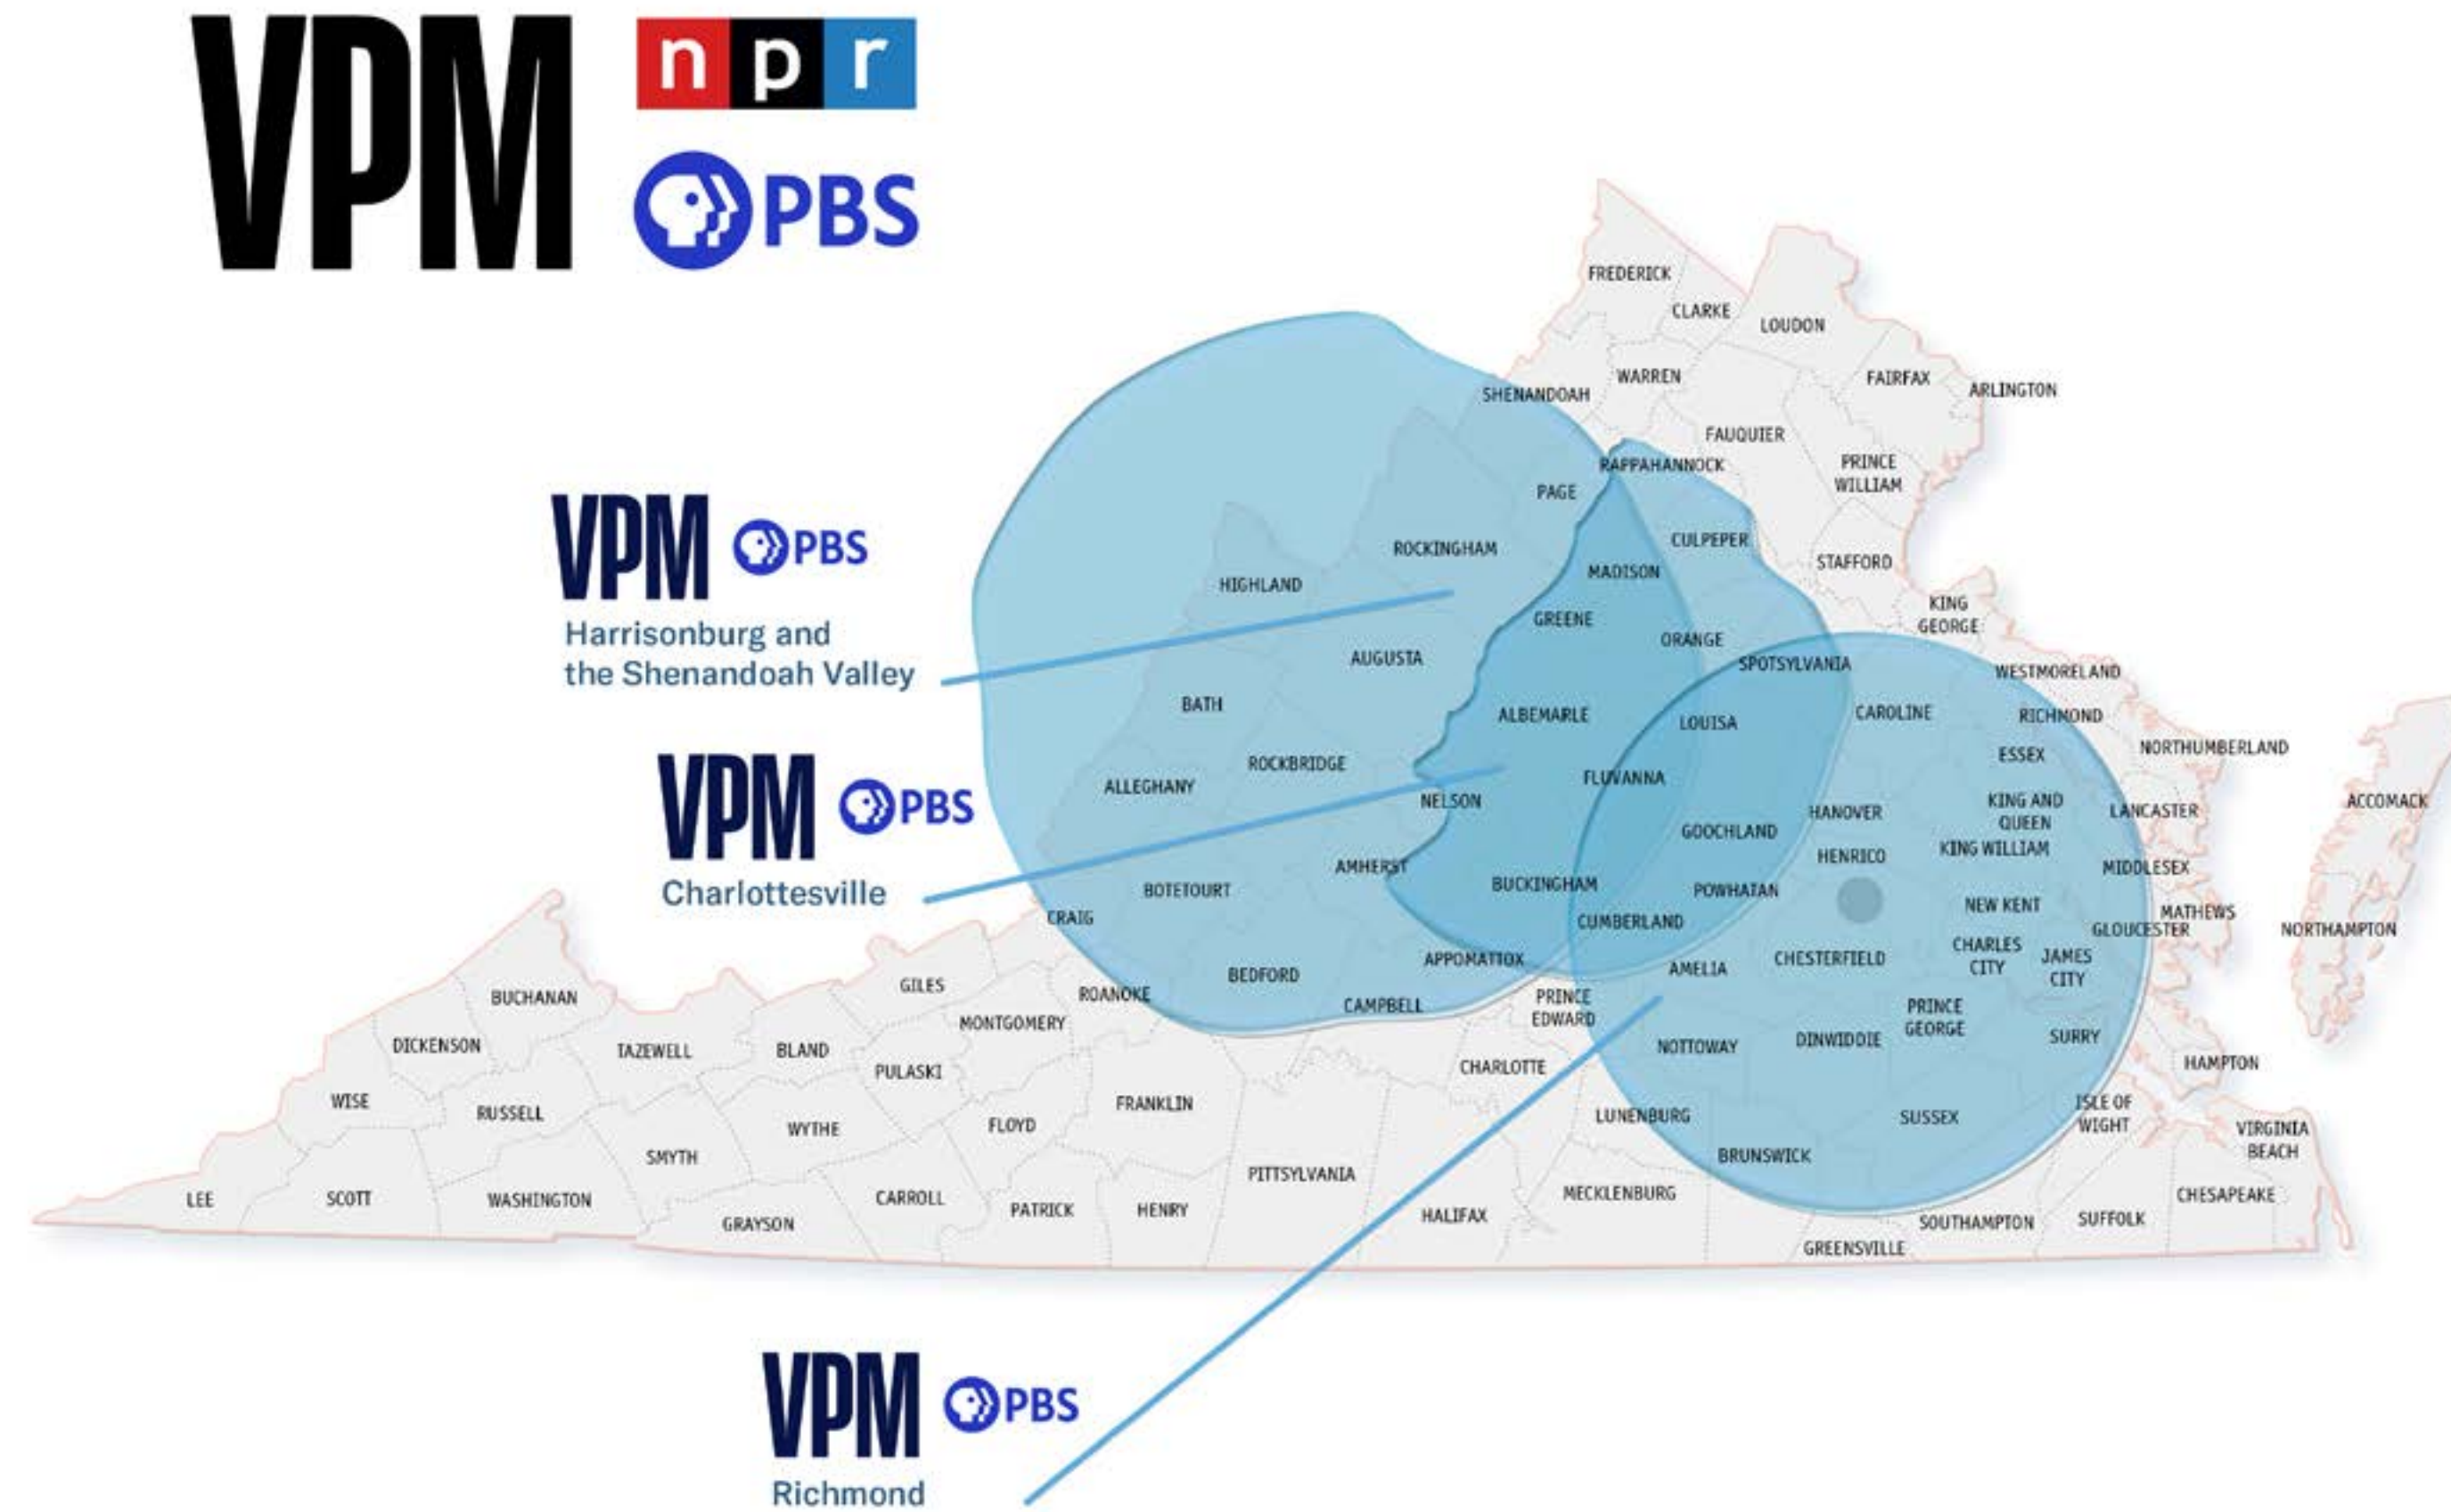 VPM
npr
PBS
FREDERICK
CLARKE
LOUDON
WARREN
FAIRFAX
ARLINGTON
SHENANDOAH
FAUQUIER
RAPPAHANNOCK
PRINCE
WILLIAM
PAGE
CULPEPER
ROCKINGHAM
STAFFORD
MADISON
HIGHLAND
KING
GEORGE
GREENE
ORANGE
AUGUSTA
SPOTSYLVANIA
WESTMORELAND
VPM PBS
Harrisonburg and
the Shenandoah Valley
BATH
ALBEMARLE
LOUISA
CAROLINE
RICHMOND
NORTHUMBERLAND
ESSEX
ROCKBRIDGE
FLUVANNA
ALLEGHANY
NELSON
KING AND
QUEEN
ACCOMACK
HANOVER
LANCASTER
GOOCHLAND
KING WILLIAM
HENRICO
AMHERST
MIDDLESEX
VPM PBS
Charlottesville
BUCKINGHAM
BOTETOURT
POWHATAN
NEW KENT
MATHEWS
CRAIG
CUMBERLAND
GLOUCESTER
NORTHAMPTON
CHARLES
CITY
APPOMATTOX
CHESTERFIELD
JAMES
CITY
AMELIA
BEDFORD
GILES
ROANOKE
BUCHANAN
PRINCE
EDWARD
CAMPBELL
PRINCE
GEORGE
MONTGOMERY
SURRY
DINWIDDIE
DICKENSON
NOTTOWAY
TAZEWELL
BLAND
HAMPTON
CHARLOTTE
PULASKI
WISE
FRANKLIN
ISLE OF
WIGHT
RUSSELL
LUNENBURG
SUSSEX
FLOYD
WYTHE
VIRGINIA
BEACH
BRUNSWICK
SMYTH
PITTSYLVANIA
MECKLENBURG
CHESAPEAKE
LEE
SCOTT
WASHINGTON
CARROLL
PATRICK
HENRY
HALIFAX
SUFFOLK
SOUTHAMPTON
GRAYSON
GREENSVILLE
VPM PBS
Richmond